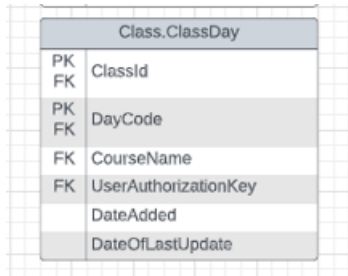 Class.ClassDay
PK
FK
ClassId
PK
FK
DayCode
FK CourseName
FK UserAuthorizationKey
DateAdded
DateOfLastUpdate